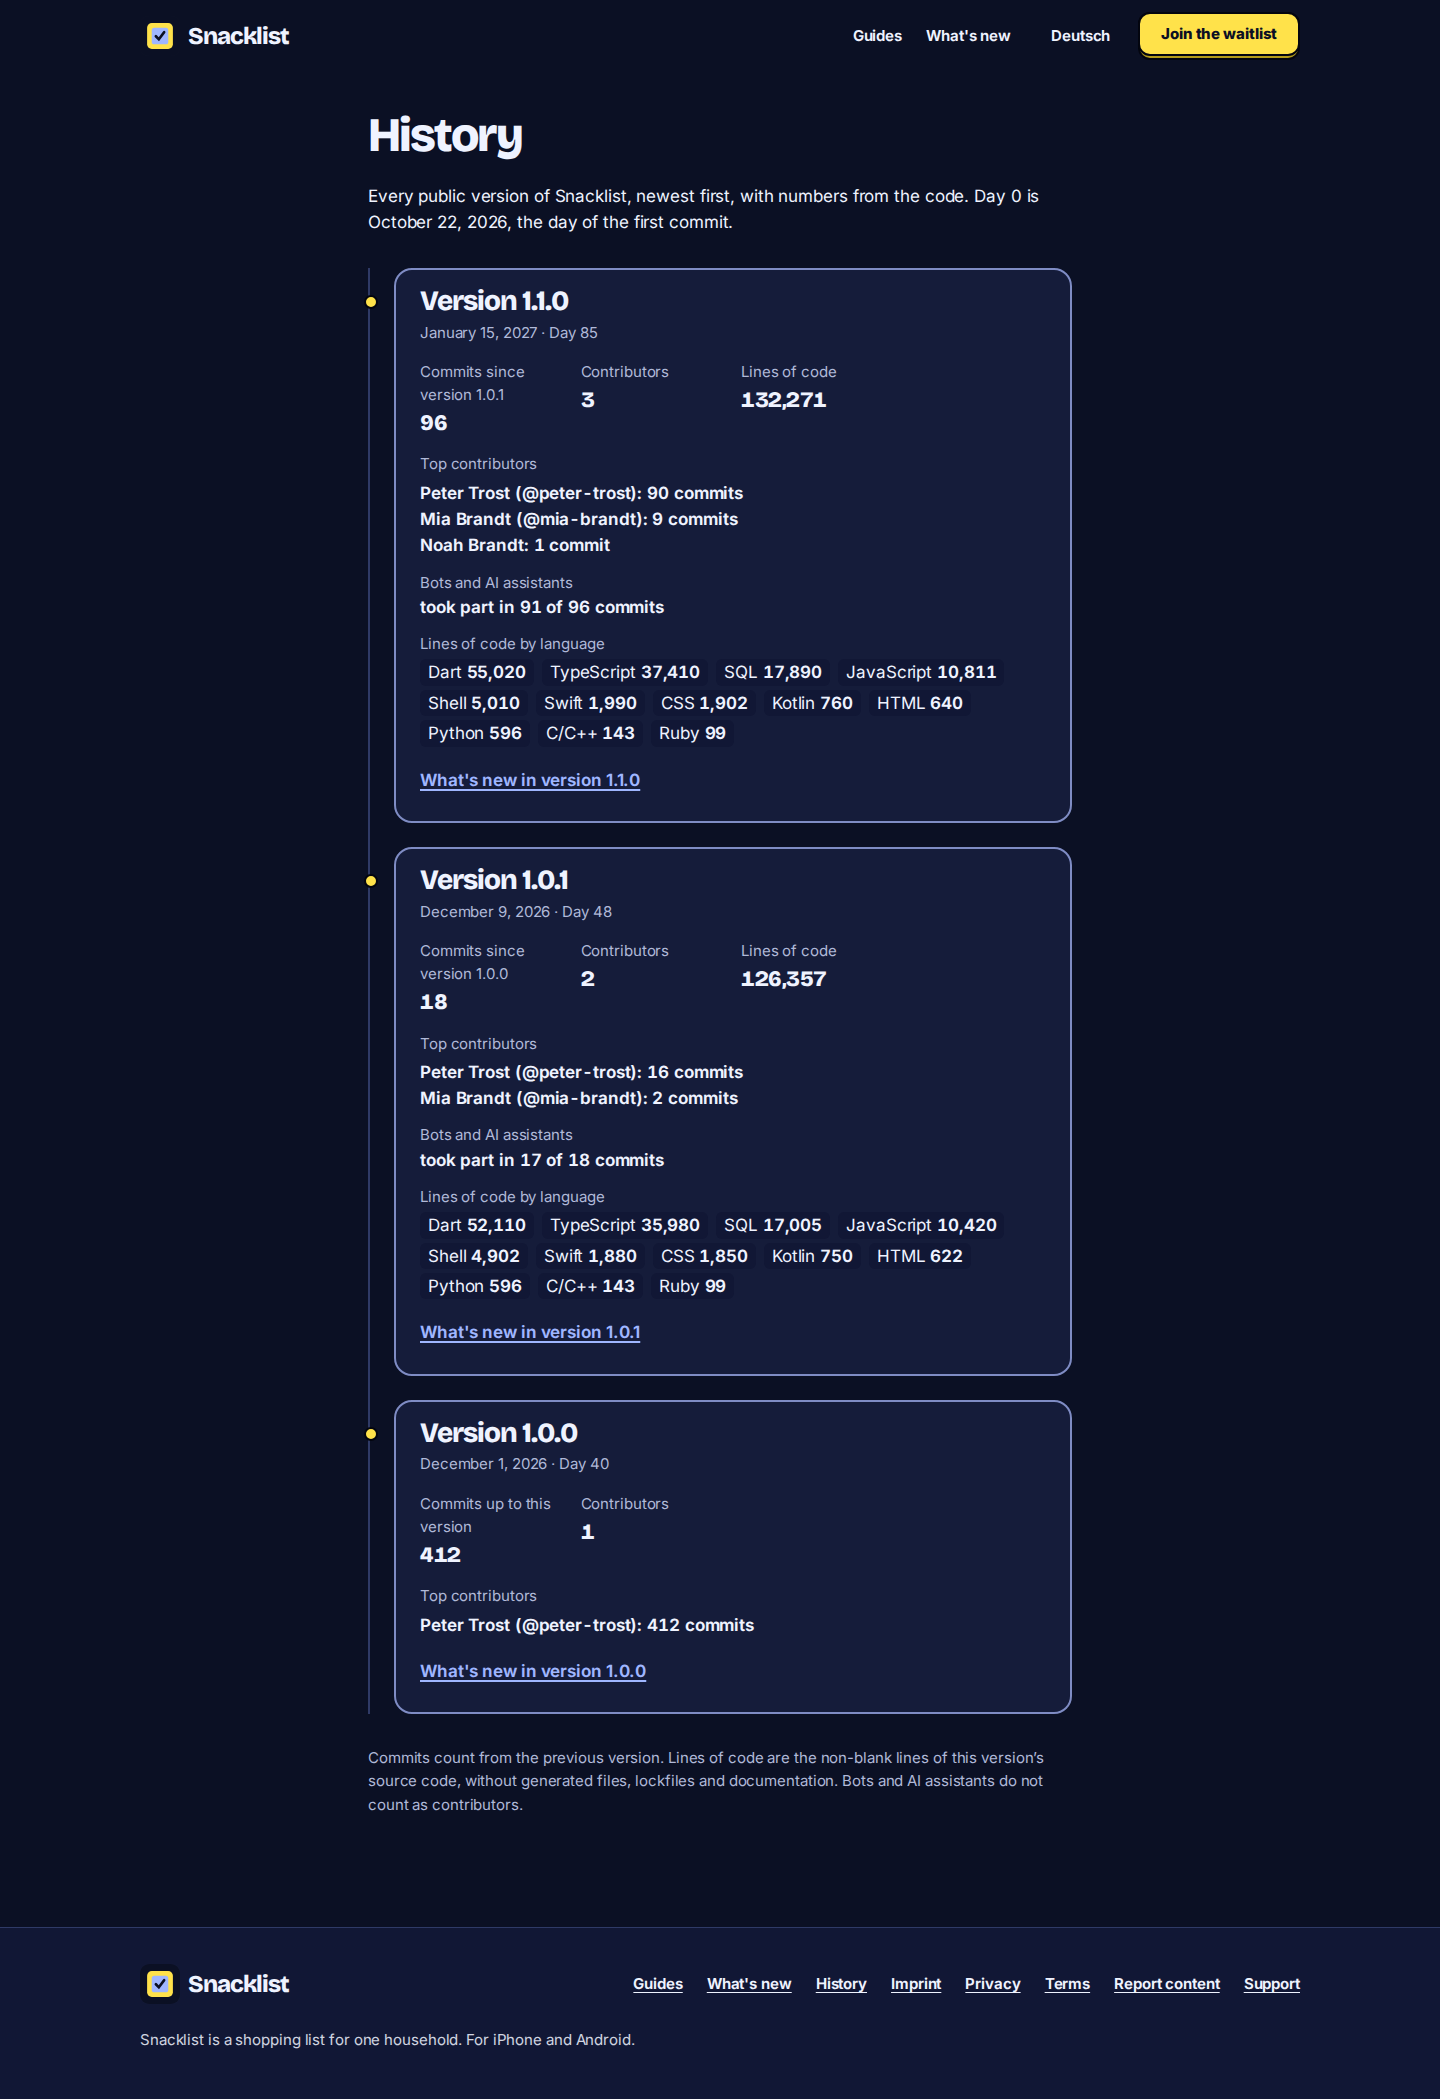 Snacklist
Guides What's new Deutsch Join the waitlist
History
Every public version of Snacklist, newest first, with numbers from the code. Day 0 is
October 22, 2026, the day of the first commit.
Version 1.1.0
January 15, 2027 · Day 85
Commits since
version 1.0.1
96
Contributors
3
Lines of code
132,271
Top contributors
Peter Trost (@peter-trost): 90 commits
Mia Brandt (@mia-brandt): 9 commits
Noah Brandt: 1 commit
Bots and AI assistants
took part in 91 of 96 commits
Lines of code by language
Dart 55,020 TypeScript 37,410 SQL 17,890 JavaScript 10,811
Shell 5,010 Swift 1,990 CSS 1,902 Kotlin 760 HTML 640
Python 596 C/C++ 143 Ruby 99
What's new in version 1.1.0
Version 1.0.1
December 9, 2026 · Day 48
Commits since
version 1.0.0
18
Contributors
2
Lines of code
126,357
Top contributors
Peter Trost (@peter-trost): 16 commits
Mia Brandt (@mia-brandt): 2 commits
Bots and AI assistants
took part in 17 of 18 commits
Lines of code by language
Dart 52,110 TypeScript 35,980 SQL 17,005 JavaScript 10,420
Shell 4,902 Swift 1,880 CSS 1,850 Kotlin 750 HTML 622
Python 596 C/C++ 143 Ruby 99
What's new in version 1.0.1
Version 1.0.0
December 1, 2026 · Day 40
Commits up to this
version
412
Contributors
1
Top contributors
Peter Trost (@peter-trost): 412 commits
What's new in version 1.0.0
Commits count from the previous version. Lines of code are the non-blank lines of this version's
source code, without generated files, lockfiles and documentation. Bots and AI assistants do not
count as contributors.
Snacklist
Guides What's new History Imprint Privacy Terms Report content Support
Snacklist is a shopping list for one household. For iPhone and Android.